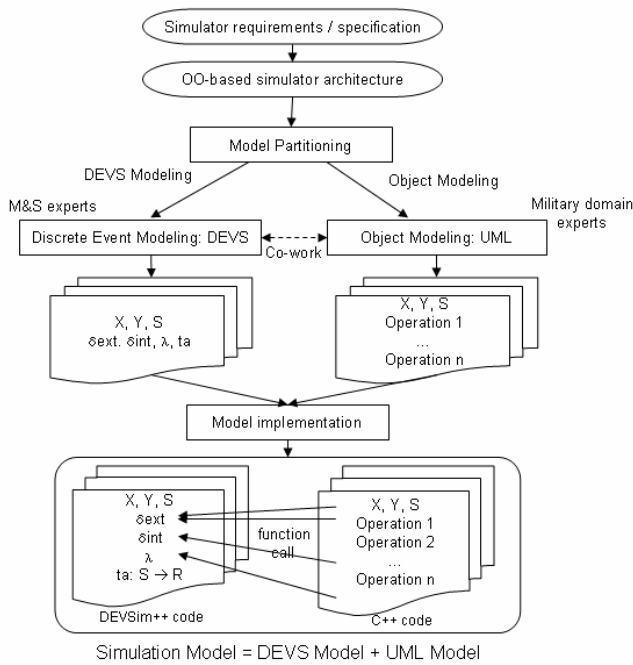 Simulator requirements / specification
OO-based simulator architecture
Model Partitioning
DEVS Modeling
Object Modeling
M&S experts
Military domain
experts
Discrete Event Modeling: DEVS
Co-work
Object Modeling: UML
X, Y, S
δext. δint, λ, ta
X, Y, S
Operation 1
...
Operation n
Model implementation
X, Y, S
δext
δint
λ
ta: S → R
DEVSim++ code
function
call
X, Y, S
Operation 1
Operation 2
...
Operation n
C++ code
Simulation Model = DEVS Model + UML Model